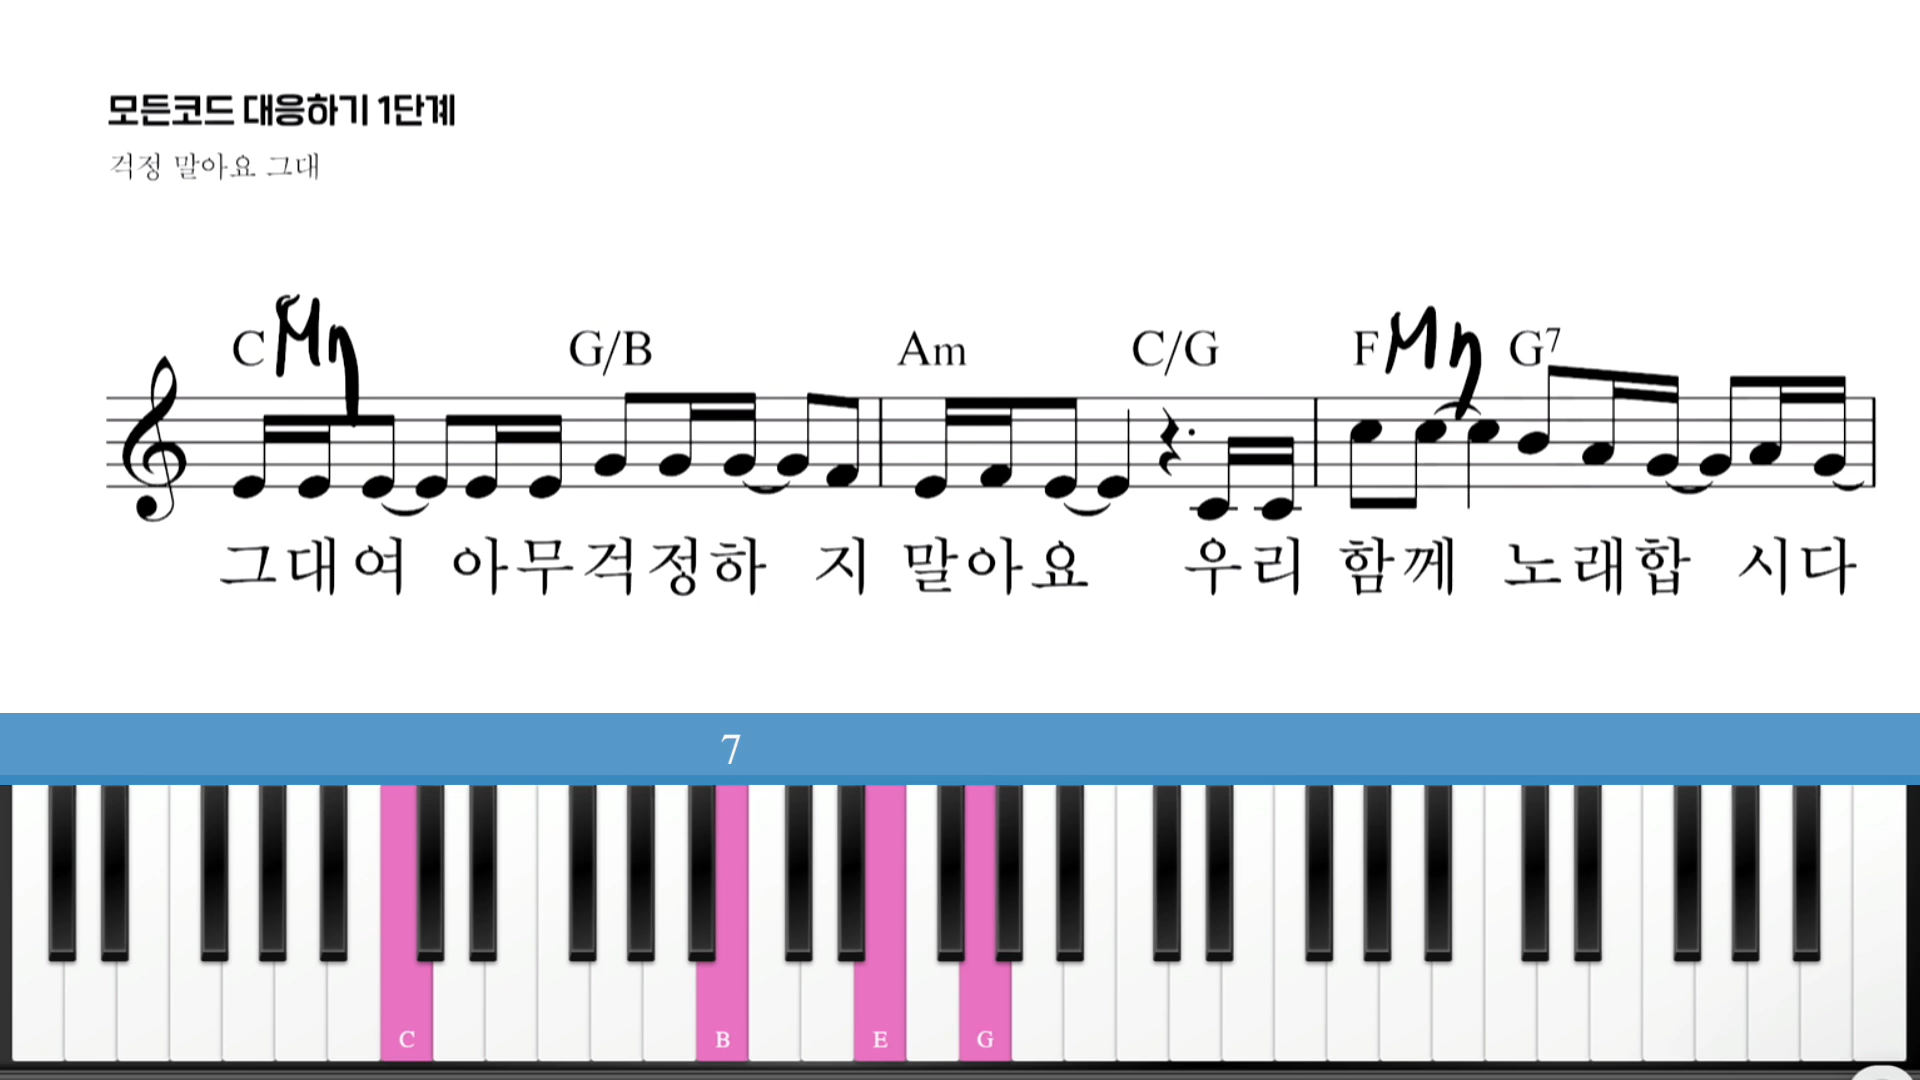 모든코드 대응하기 1단계
걱정 말아요 그대
CM7 G/B Am C/G FM7 G7
그대여 아무걱정하 지 말아요 우리 함께 노래합 시다
7
C B E G